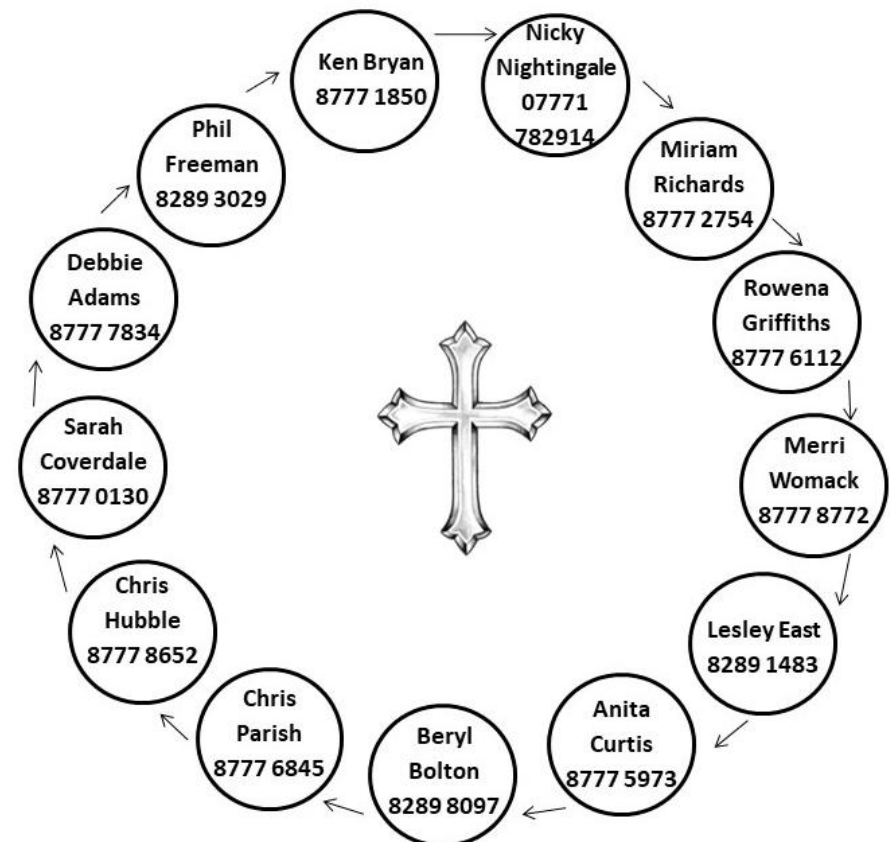 Ken Bryan
8777 1850
Nicky
Nightingale
07771
782914
Miriam
Richards
8777 2754
Rowena
Griffiths
8777 6112
Merri
Womack
8777 8772
Lesley East
8289 1483
Anita
Curtis
8777 5973
Beryl
Bolton
8289 8097
Chris
Parish
8777 6845
Chris
Hubble
8777 8652
Sarah
Coverdale
8777 0130
Debbie
Adams
8777 7834
Phil
Freeman
8289 3029